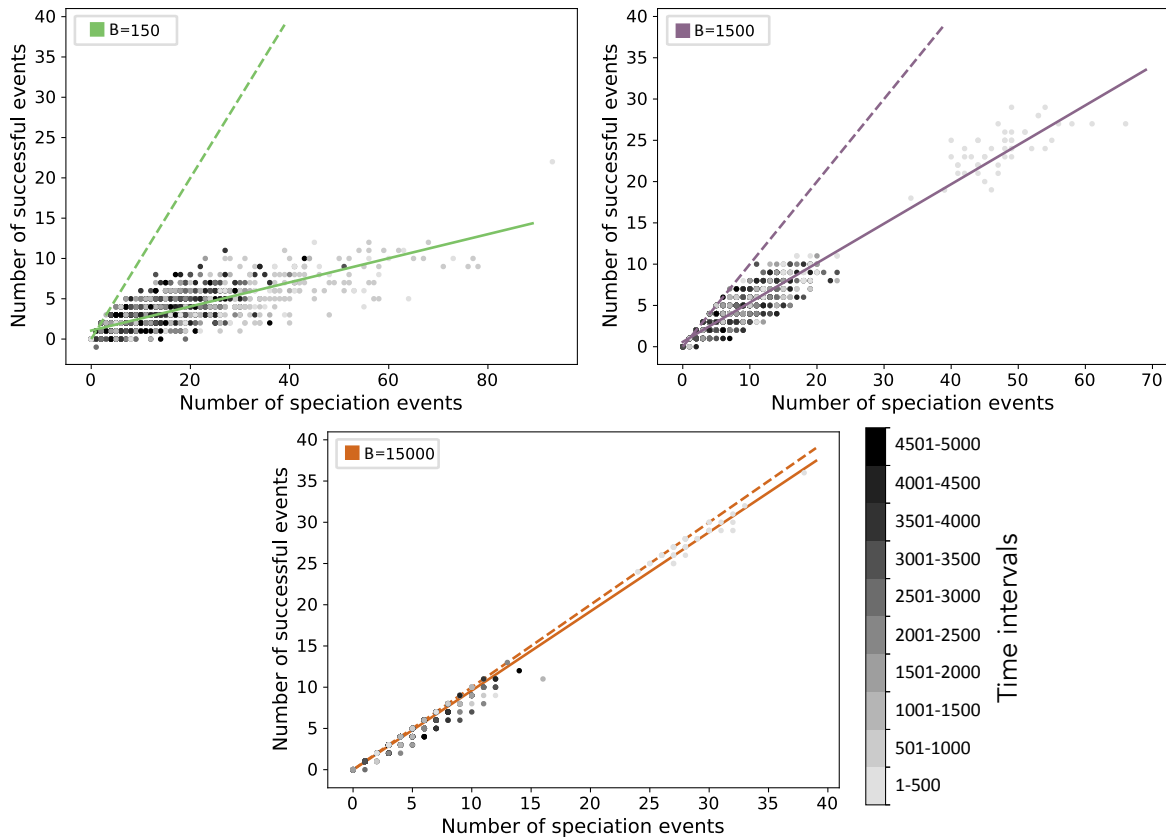 B=150
Number of successful events
40
35
30
25
20
15
10
5
0
0 20 40 60 80
Number of speciation events
B=1500
Number of successful events
40
35
30
25
20
15
10
5
0
0 10 20 30 40 50 60 70
Number of speciation events
B=15000
Number of successful events
40
35
30
25
20
15
10
5
0
0 5 10 15 20 25 30 35 40
Number of speciation events
4501-5000
4001-4500
3501-4000
3001-3500
2501-3000
2001-2500
1501-2000
1001-1500
501-1000
1-500
Time intervals